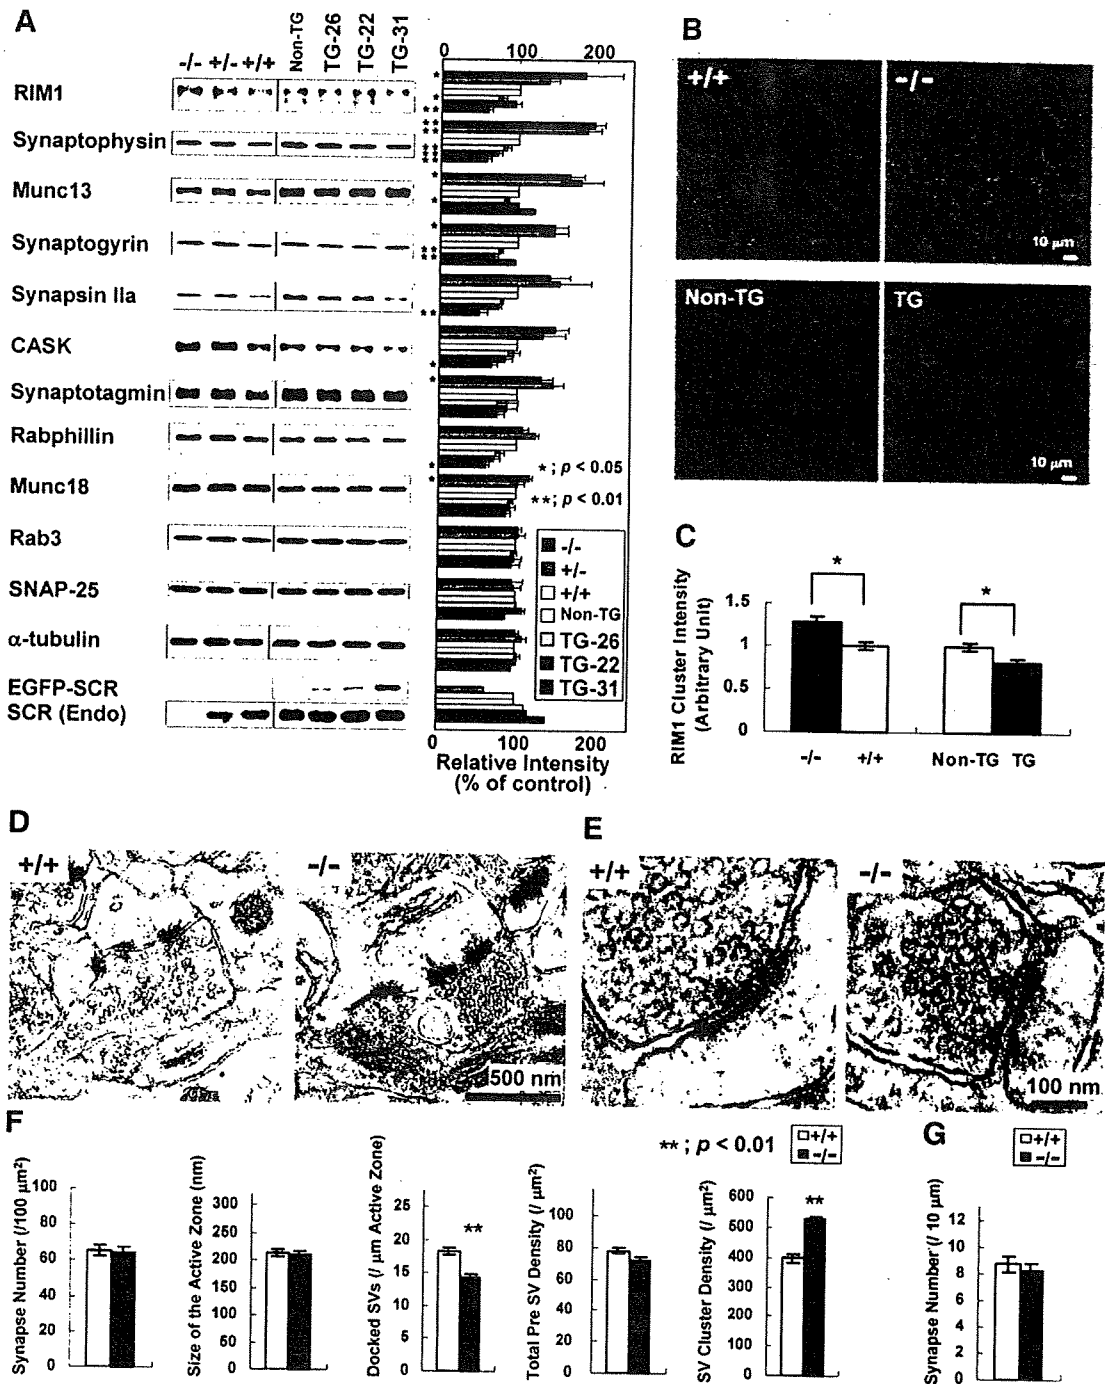 A
-/- +/- +/+ Non-TG TG-26 TG-22 TG-31
0 100 200
RIM1
Synaptophysin
Munc13
Synaptogyrin
Synapsin IIa
CASK
Synaptotagmin
Rabphillin
Munc18
Rab3
SNAP-25
α-tubulin
EGFP-SCR
SCR (Endo)
* ; p < 0.05
** ; p < 0.01
-/-
+/-
+/+
Non-TG
TG-26
TG-22
TG-31
0 100 200
Relative Intensity
(% of control)
B
+/+ -/-
10 μm
Non-TG TG
10 μm
C
RIM1 Cluster Intensity
(Arbitrary Unit)
1.5
1
0.5
0
* *
-/- +/+ Non-TG TG
D
+/+ -/-
500 nm
E
+/+ -/-
100 nm
F
** ; p < 0.01
+/+
-/-
Synapse Number (/100 μm²)
100
80
60
40
20
0
Size of the Active Zone (nm)
300
250
200
150
100
50
0
Docked SVs (/ μm Active Zone)
25
20
15
10
5
0
**
Total Pre SV Density (/ μm²)
100
80
60
40
20
0
SV Cluster Density (/ μm²)
600
500
400
300
200
100
0
**
G
+/+
-/-
Synapse Number (/ 10 μm)
12
10
8
6
4
2
0